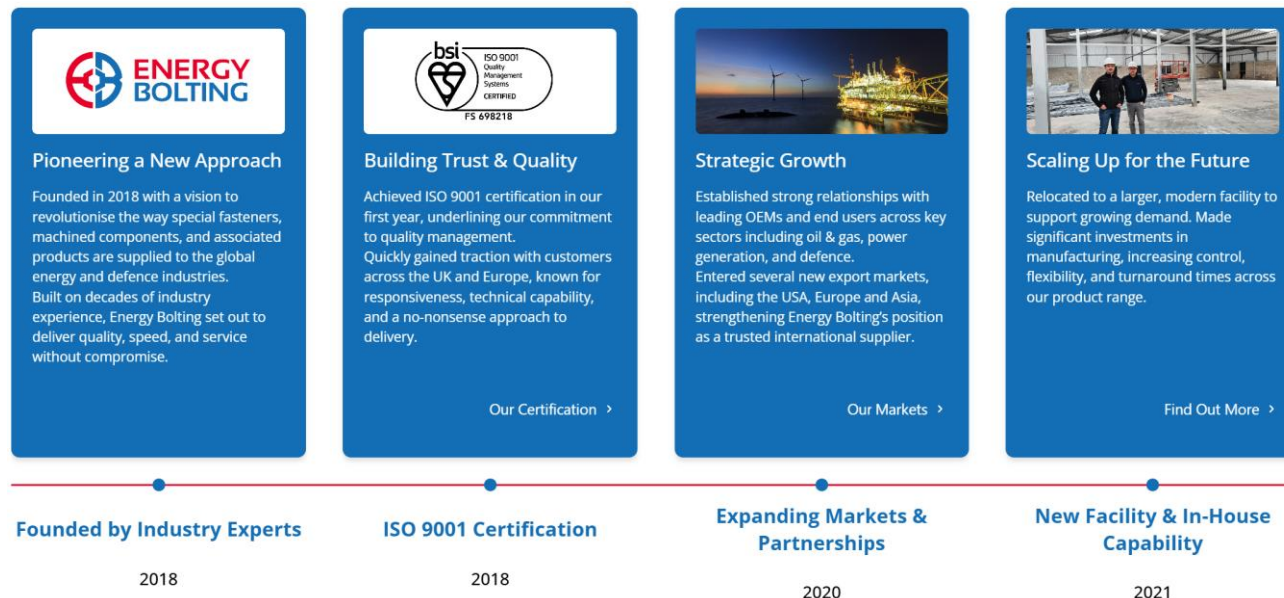 ENERGY
BOLTING
Pioneering a New Approach
Founded in 2018 with a vision to
revolutionise the way special fasteners,
machined components, and associated
products are supplied to the global
energy and defence industries.
Built on decades of industry
experience, Energy Bolting set out to
deliver quality, speed, and service
without compromise.
bsi.
ISO 9001
Quality
Management
Systems
CERTIFIED
FS 698218
Building Trust & Quality
Achieved ISO 9001 certification in our
first year, underlining our commitment
to quality management.
Quickly gained traction with customers
across the UK and Europe, known for
responsiveness, technical capability,
and a no-nonsense approach to
delivery.
Our Certification >
Strategic Growth
Established strong relationships with
leading OEMs and end users across key
sectors including oil & gas, power
generation, and defence.
Entered several new export markets,
including the USA, Europe and Asia,
strengthening Energy Bolting's position
as a trusted international supplier.
Our Markets >
Scaling Up for the Future
Relocated to a larger, modern facility to
support growing demand. Made
significant investments in
manufacturing, increasing control,
flexibility, and turnaround times across
our product range.
Find Out More >
Founded by Industry Experts
2018
ISO 9001 Certification
2018
Expanding Markets &
Partnerships
2020
New Facility & In-House
Capability
2021